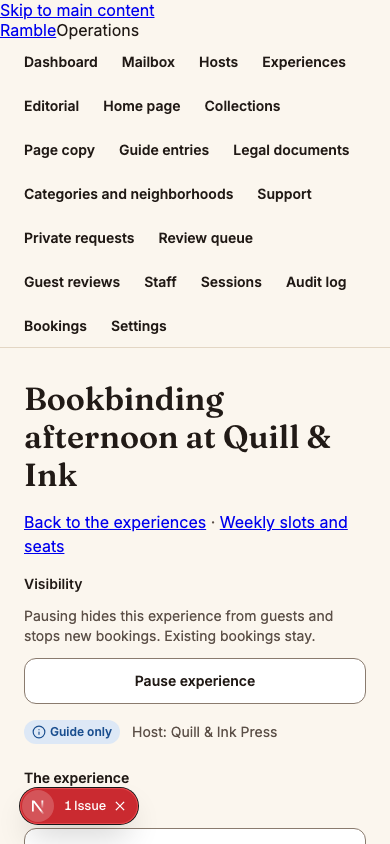 Skip to main content
RambleOperations
Dashboard Mailbox Hosts Experiences
Editorial Home page Collections
Page copy Guide entries Legal documents
Categories and neighborhoods Support
Private requests Review queue
Guest reviews Staff Sessions Audit log
Bookings Settings
Bookbinding
afternoon at Quill &
Ink
Back to the experiences · Weekly slots and
seats
Visibility
Pausing hides this experience from guests and
stops new bookings. Existing bookings stay.
Pause experience
Guide only Host: Quill & Ink Press
The experience
N 1 Issue